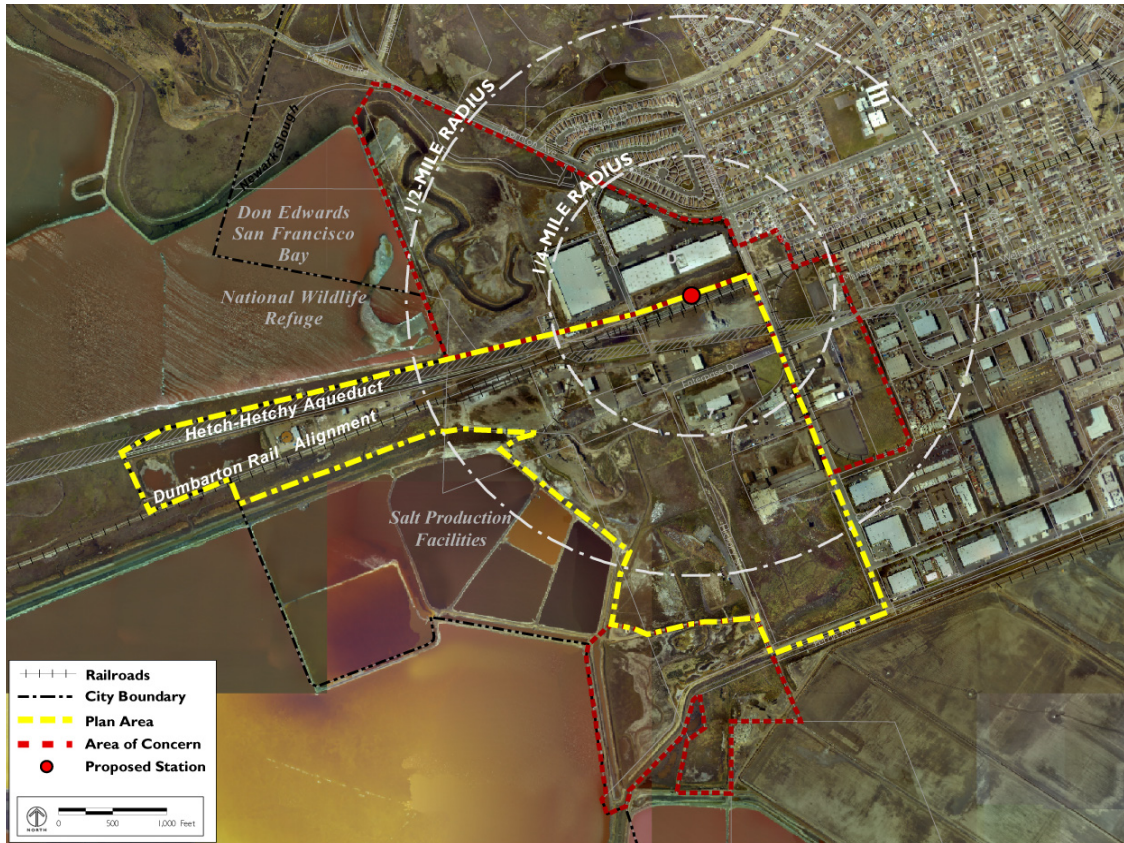 Newark Slough
1/2-MILE RADIUS
1/4-MILE RADIUS
Don Edwards
San Francisco
Bay
National Wildlife
Refuge
Hetch-Hetchy Aqueduct
Dumbarton Rail Alignment
Enterprise Dr
Salt Production
Facilities
Railroads
City Boundary
Plan Area
Area of Concern
Proposed Station
NORTH
0 500 1,000 Feet